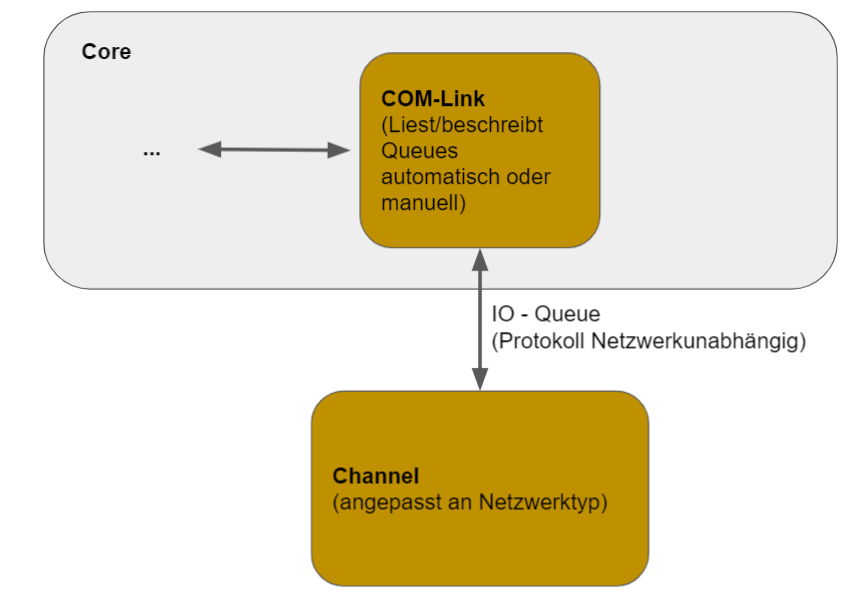 Core
COM-Link
(Liest/beschreibt
Queues
automatisch oder
manuell)
...
IO - Queue
(Protokoll Netzwerkunabhängig)
Channel
(angepasst an Netzwerktyp)